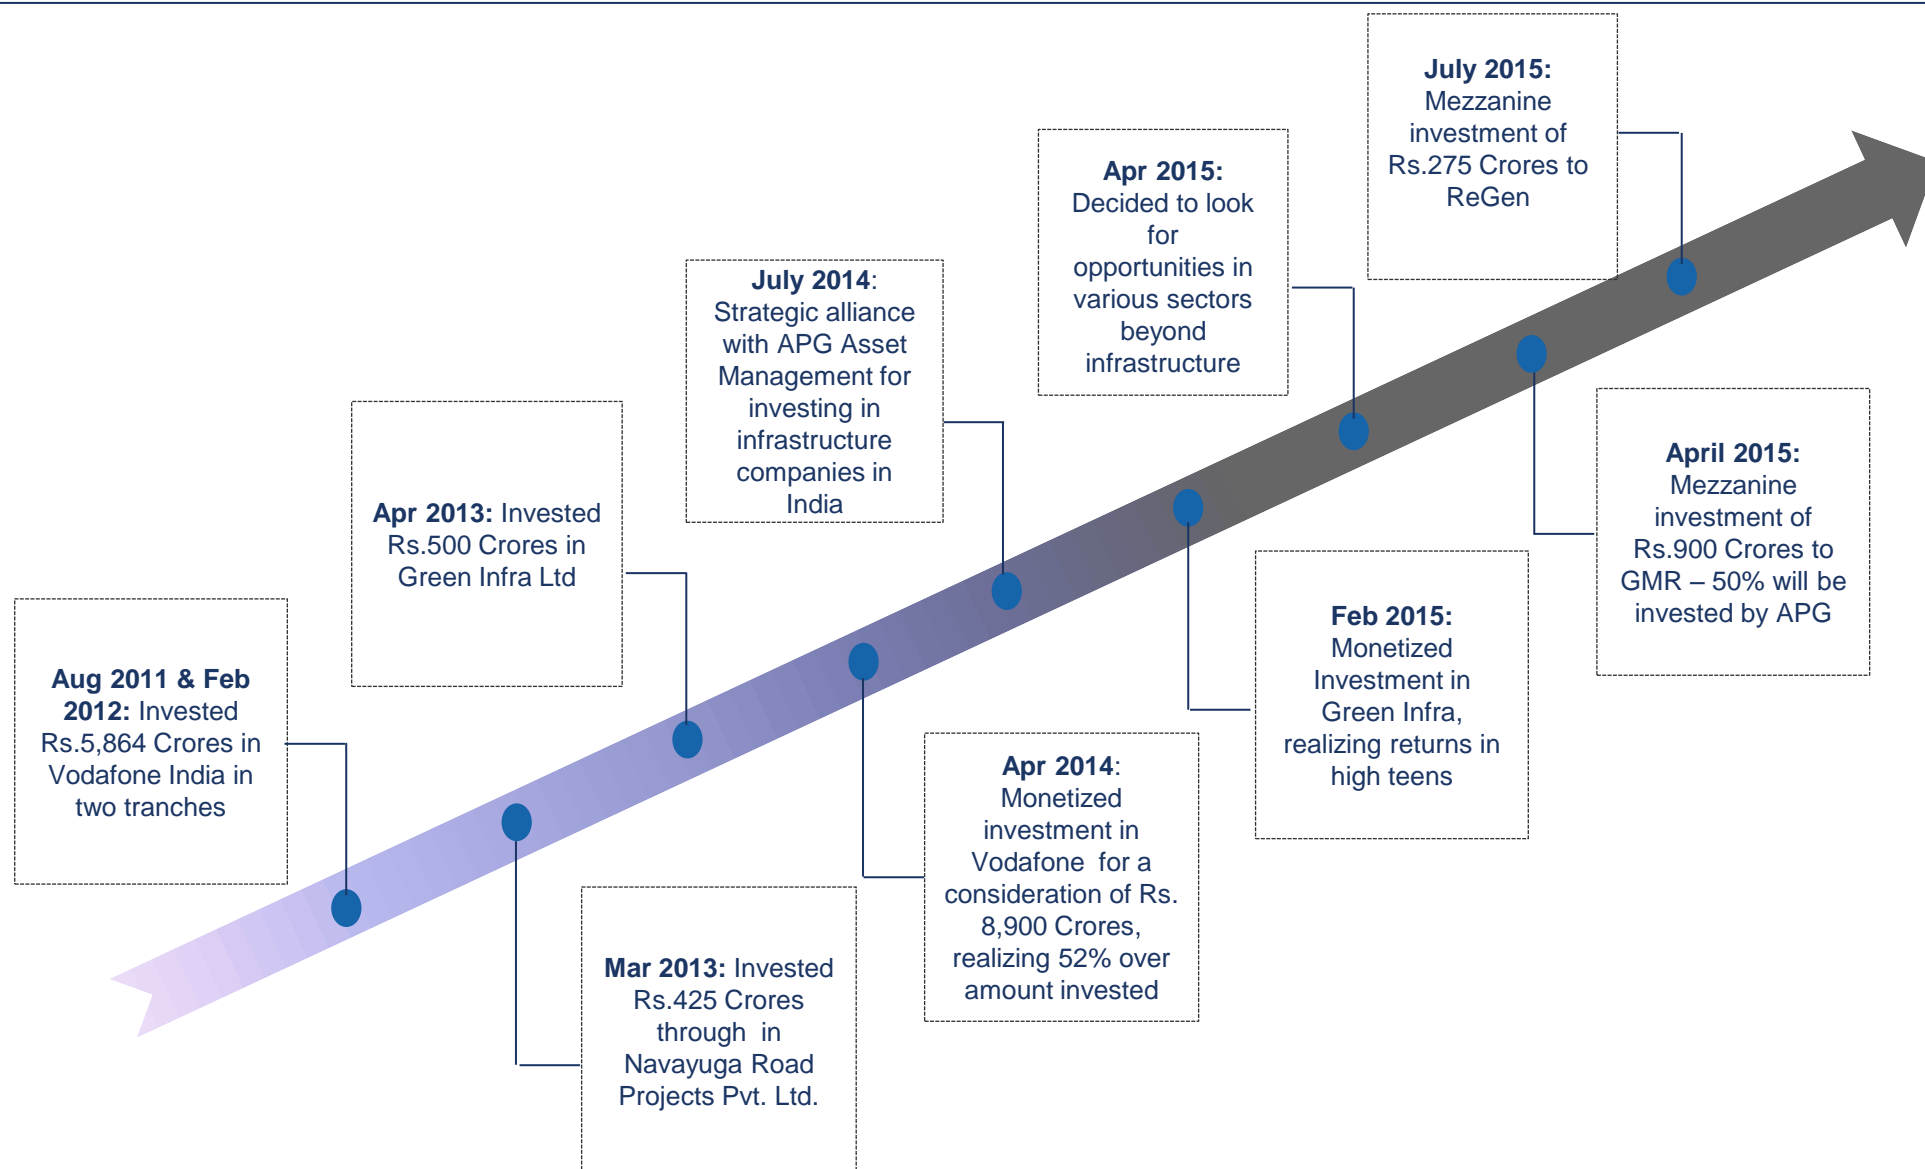 Aug 2011 & Feb
2012: Invested
Rs.5,864 Crores in
Vodafone India in
two tranches
Mar 2013: Invested
Rs.425 Crores
through in
Navayuga Road
Projects Pvt. Ltd.
Apr 2013: Invested
Rs.500 Crores in
Green Infra Ltd
Apr 2014:
Monetized
investment in
Vodafone for a
consideration of Rs.
8,900 Crores,
realizing 52% over
amount invested
July 2014:
Strategic alliance
with APG Asset
Management for
investing in
infrastructure
companies in
India
Feb 2015:
Monetized
Investment in
Green Infra,
realizing returns in
high teens
Apr 2015:
Decided to look
for
opportunities in
various sectors
beyond
infrastructure
April 2015:
Mezzanine
investment of
Rs.900 Crores to
GMR – 50% will be
invested by APG
July 2015:
Mezzanine
investment of
Rs.275 Crores to
ReGen